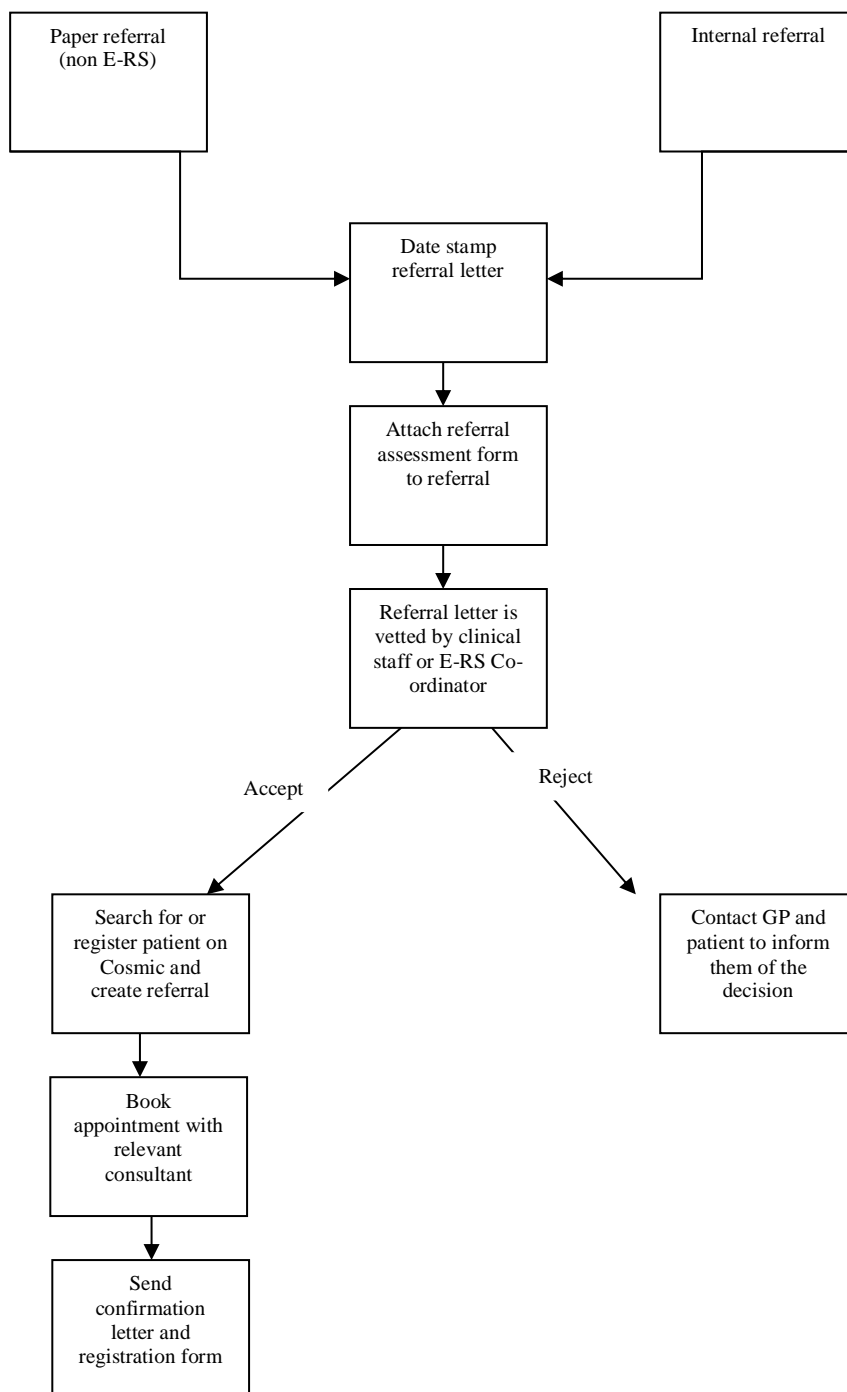 Paper referral
(non E-RS)
Internal referral
Date stamp
referral letter
Attach referral
assessment form
to referral
Referral letter is
vetted by clinical
staff or E-RS Co-
ordinator
Accept
Reject
Search for or
register patient on
Cosmic and
create referral
Contact GP and
patient to inform
them of the
decision
Book
appointment with
relevant
consultant
Send
confirmation
letter and
registration form